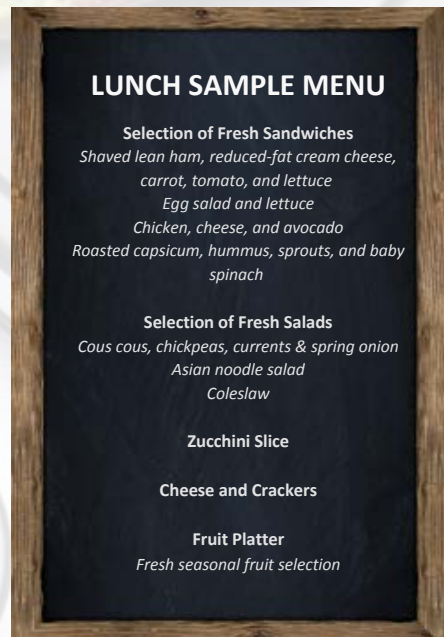 LUNCH SAMPLE MENU
Selection of Fresh Sandwiches
Shaved lean ham, reduced-fat cream cheese,
carrot, tomato, and lettuce
Egg salad and lettuce
Chicken, cheese, and avocado
Roasted capsicum, hummus, sprouts, and baby
spinach
Selection of Fresh Salads
Cous cous, chickpeas, currents & spring onion
Asian noodle salad
Coleslaw
Zucchini Slice
Cheese and Crackers
Fruit Platter
Fresh seasonal fruit selection